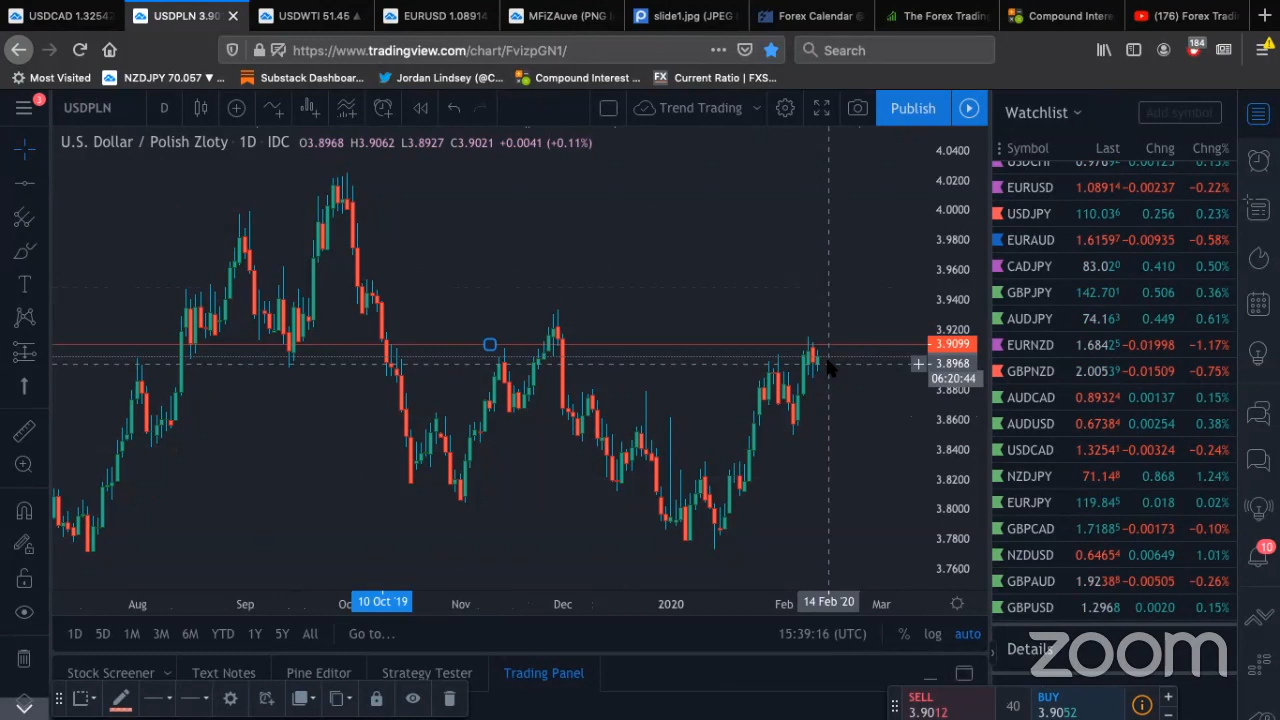 USDCAD 1.32542
USDPLN 3.90
USDWTI 51.45
EURUSD 1.08914
MFiZAuve (PNG I
slide1.jpg (JPEG
Forex Calendar @
The Forex Trading
Compound Intere
(176) Forex Tradi
https://www.tradingview.com/chart/FvizpGN1/
Search
184
Most Visited
NZDJPY 70.057 ▼ ...
Substack Dashboar...
Jordan Lindsey (@C...
Compound Interest ...
FX
Current Ratio | FXS...
3
USDPLN
D
Trend Trading
Publish
Watchlist
Add symbol
U.S. Dollar / Polish Zloty · 1D · IDC O3.8968 H3.9062 L3.8927 C3.9021 +0.0041 (+0.11%)
Symbol Last Chng Chng%
EURUSD 1.08914 -0.00237 -0.22%
USDJPY 110.036 0.256 0.23%
EURAUD 1.61597 -0.00935 -0.58%
CADJPY 83.020 0.410 0.50%
GBPJPY 142.701 0.506 0.36%
AUDJPY 74.163 0.449 0.61%
EURNZD 1.68425 -0.01998 -1.17%
GBPNZD 2.00539 -0.01509 -0.75%
AUDCAD 0.89324 0.00137 0.15%
AUDUSD 0.67384 0.00254 0.38%
USDCAD 1.32541 -0.00324 -0.24%
NZDJPY 71.148 0.868 1.24%
EURJPY 119.845 0.018 0.02%
GBPCAD 1.71885 -0.00173 -0.10%
NZDUSD 0.64654 0.00649 1.01%
GBPAUD 1.92388 -0.00505 -0.26%
GBPUSD 1.2968 0.0020 0.15%
10
4.0400
4.0200
4.0000
3.9800
3.9600
3.9400
3.9200
3.9099
3.8968
06:20:44
3.8800
3.8600
3.8400
3.8200
3.8000
3.7800
3.7600
Aug
Sep
10 Oct '19
Nov
Dec
2020
Feb
14 Feb '20
Mar
1D 5D 1M 3M 6M YTD 1Y 5Y All Go to...
15:39:16 (UTC) % log auto
Details
zoom
Stock Screener
Text Notes
Pine Editor
Strategy Tester
Trading Panel
SELL
3.9012
40
BUY
3.9052